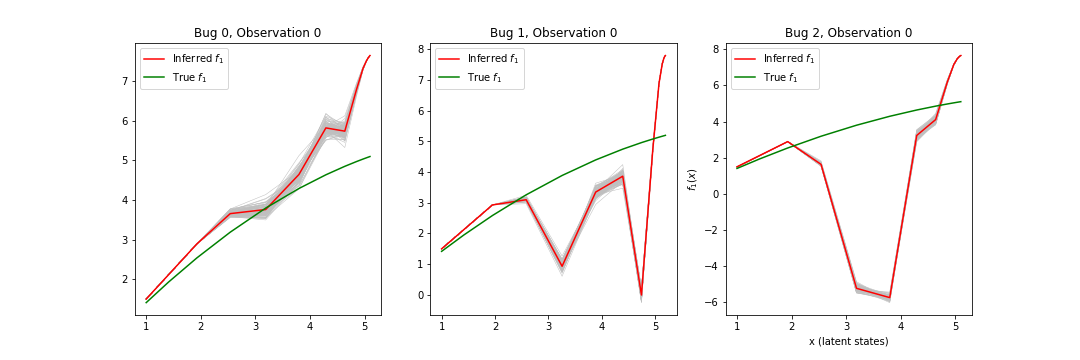 Bug 0, Observation 0
Inferred f₁
True f₁
7
6
5
4
3
2
1 2 3 4 5
Bug 1, Observation 0
Inferred f₁
True f₁
8
7
6
5
4
3
2
1
0
1 2 3 4 5
Bug 2, Observation 0
Inferred f₁
True f₁
f₁(x)
8
6
4
2
0
−2
−4
−6
1 2 3 4 5
x (latent states)